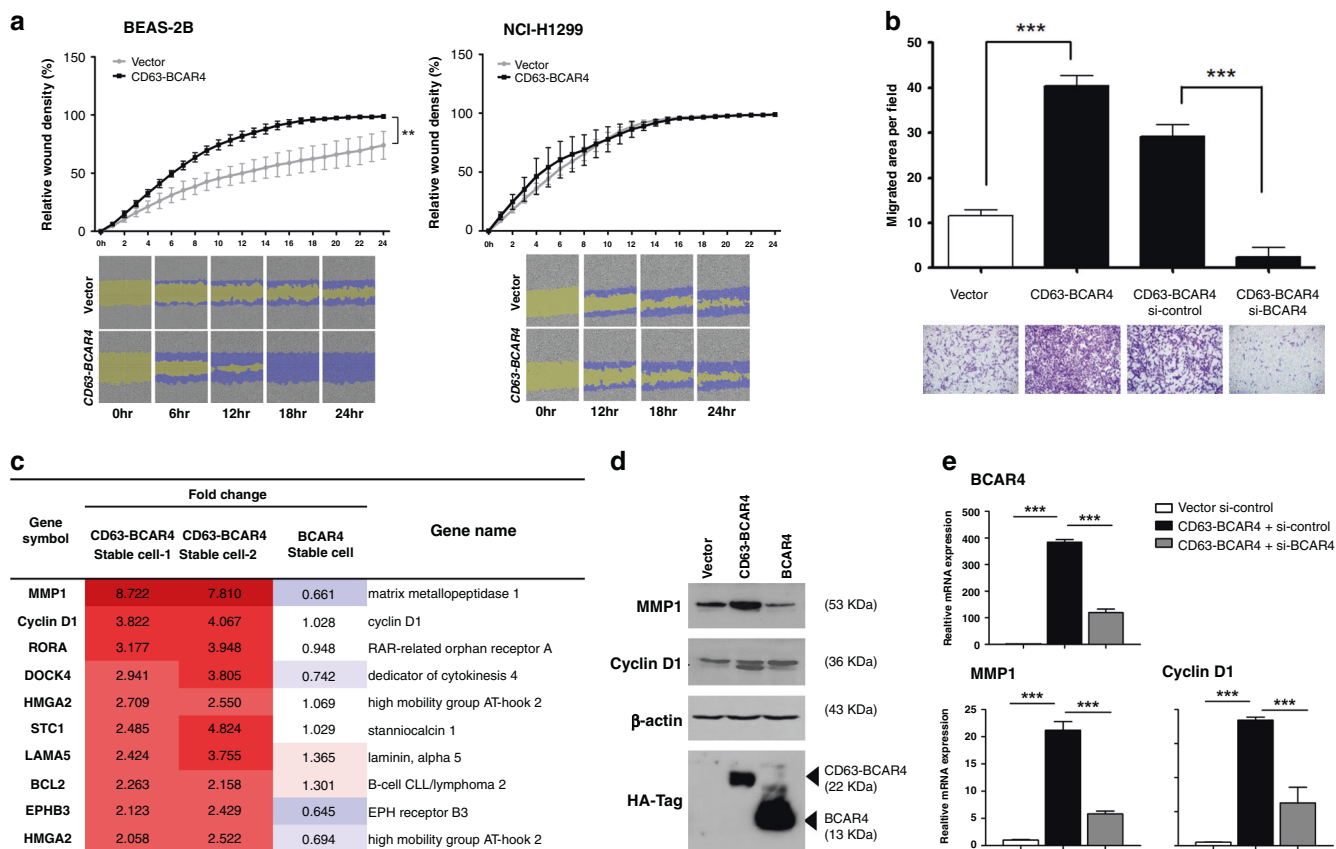 a
BEAS-2B
Relative wound density (%)
150
100
50
0
Vector
CD63-BCAR4
**
0h 2 4 6 8 10 12 14 16 18 20 22 24
Vector
CD63-BCAR4
0hr 6hr 12hr 18hr 24hr
NCI-H1299
Relative wound density (%)
150
100
50
0
Vector
CD63-BCAR4
0h 2 4 6 8 10 12 14 16 18 20 22 24
Vector
CD63-BCAR4
0hr 12hr 18hr 24hr
b
Migrated area per field
50
40
30
20
10
0
***
***
Vector
CD63-BCAR4
CD63-BCAR4
si-control
CD63-BCAR4
si-BCAR4
c
Fold change
Gene symbol
CD63-BCAR4 Stable cell-1
CD63-BCAR4 Stable cell-2
BCAR4 Stable cell
Gene name
MMP1 8.722 7.810 0.661 matrix metallopeptidase 1
Cyclin D1 3.822 4.067 1.028 cyclin D1
RORA 3.177 3.948 0.948 RAR-related orphan receptor A
DOCK4 2.941 3.805 0.742 dedicator of cytokinesis 4
HMGA2 2.709 2.550 1.069 high mobility group AT-hook 2
STC1 2.485 4.824 1.029 stanniocalcin 1
LAMA5 2.424 3.755 1.365 laminin, alpha 5
BCL2 2.263 2.158 1.301 B-cell CLL/lymphoma 2
EPHB3 2.123 2.429 0.645 EPH receptor B3
HMGA2 2.058 2.522 0.694 high mobility group AT-hook 2
d
Vector
CD63-BCAR4
BCAR4
MMP1 (53 KDa)
Cyclin D1 (36 KDa)
β-actin (43 KDa)
HA-Tag
CD63-BCAR4
(22 KDa)
BCAR4
(13 KDa)
e
BCAR4
Realtive mRNA expression
500
400
300
200
100
0
***
***
Vector si-control
CD63-BCAR4 + si-control
CD63-BCAR4 + si-BCAR4
MMP1
Realtive mRNA expression
25
20
15
10
5
0
***
***
Cyclin D1
***
***